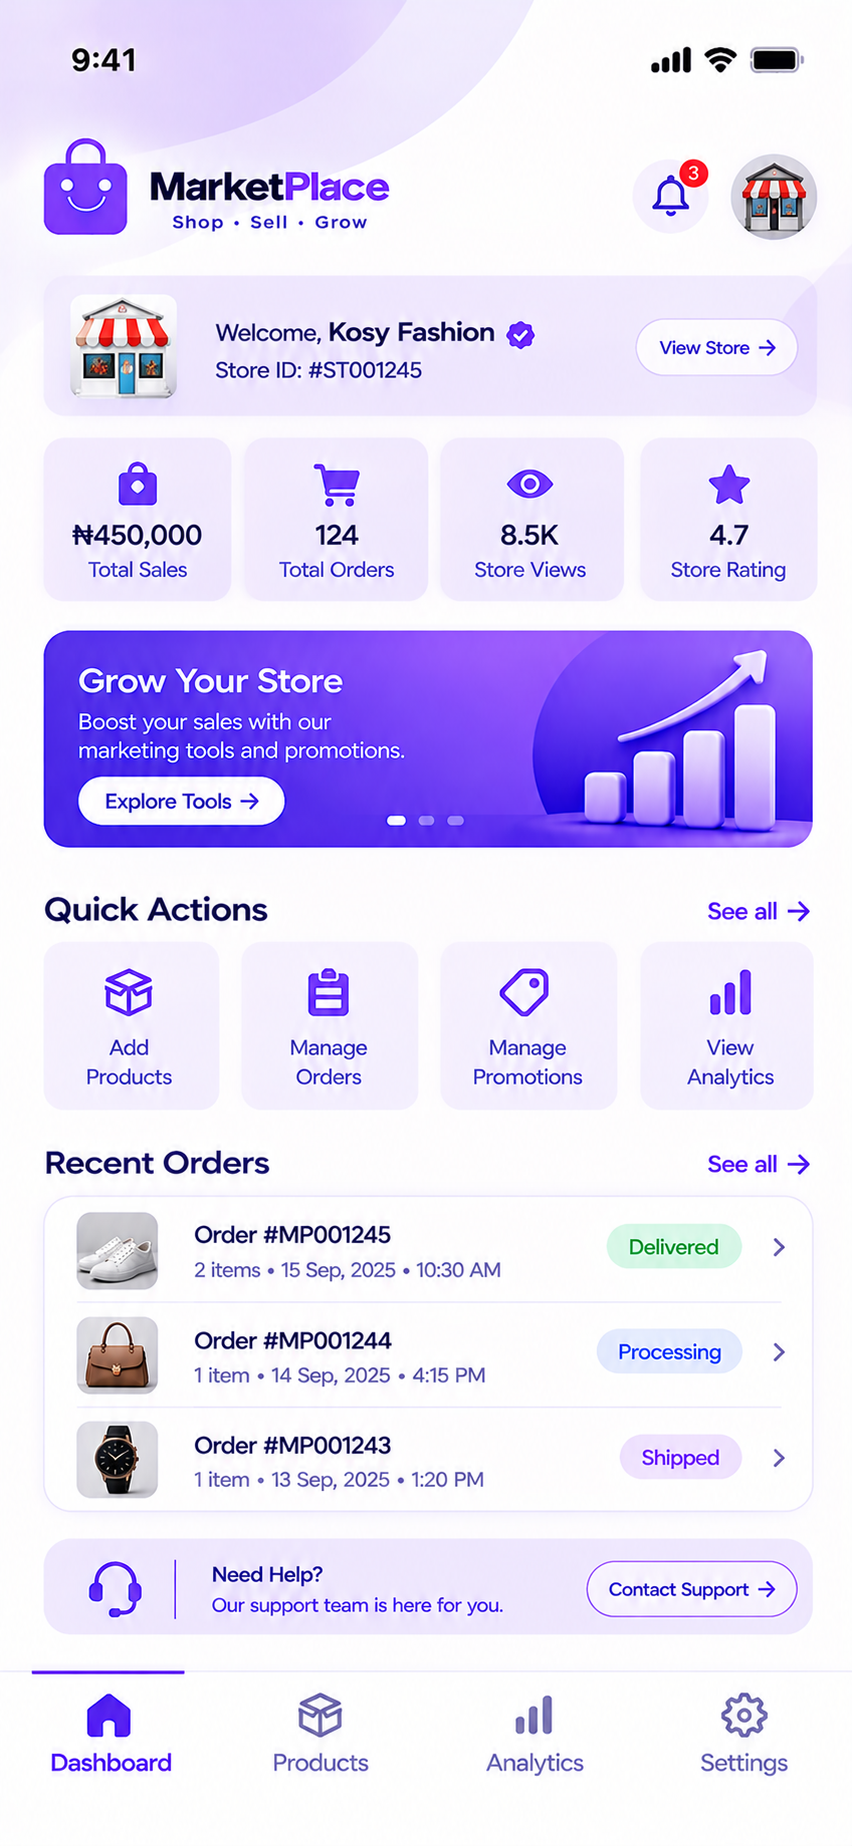 9:41
MarketPlace
Shop • Sell • Grow
3
Welcome, Kosy Fashion
Store ID: #ST001245
View Store →
₦450,000
Total Sales
124
Total Orders
8.5K
Store Views
4.7
Store Rating
Grow Your Store
Boost your sales with our
marketing tools and promotions.
Explore Tools →
Quick Actions
See all →
Add
Products
Manage
Orders
Manage
Promotions
View
Analytics
Recent Orders
See all →
Order #MP001245
2 items • 15 Sep, 2025 • 10:30 AM
Delivered
Order #MP001244
1 item • 14 Sep, 2025 • 4:15 PM
Processing
Order #MP001243
1 item • 13 Sep, 2025 • 1:20 PM
Shipped
Need Help?
Our support team is here for you.
Contact Support →
Dashboard
Products
Analytics
Settings